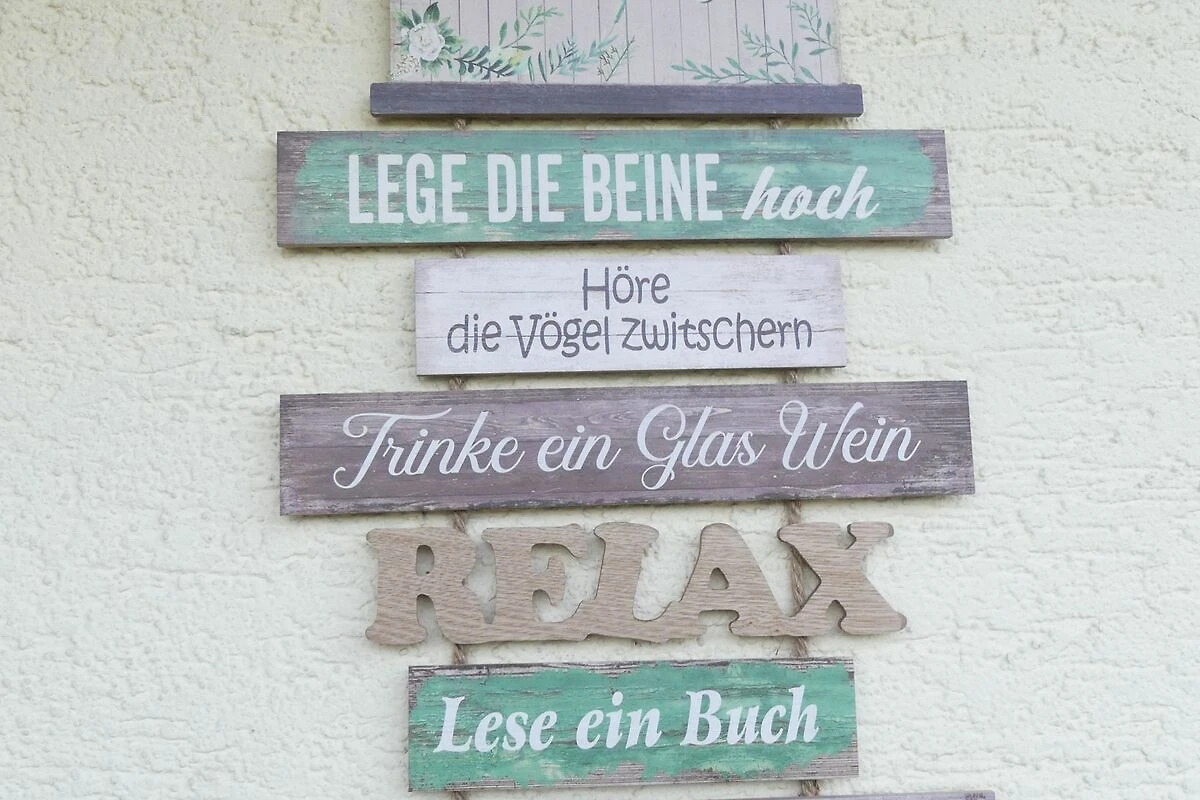 LEGE DIE BEINE hoch
Höre
die Vögel zwitschern
Trinke ein Glas Wein
RELAX
Lese ein Buch